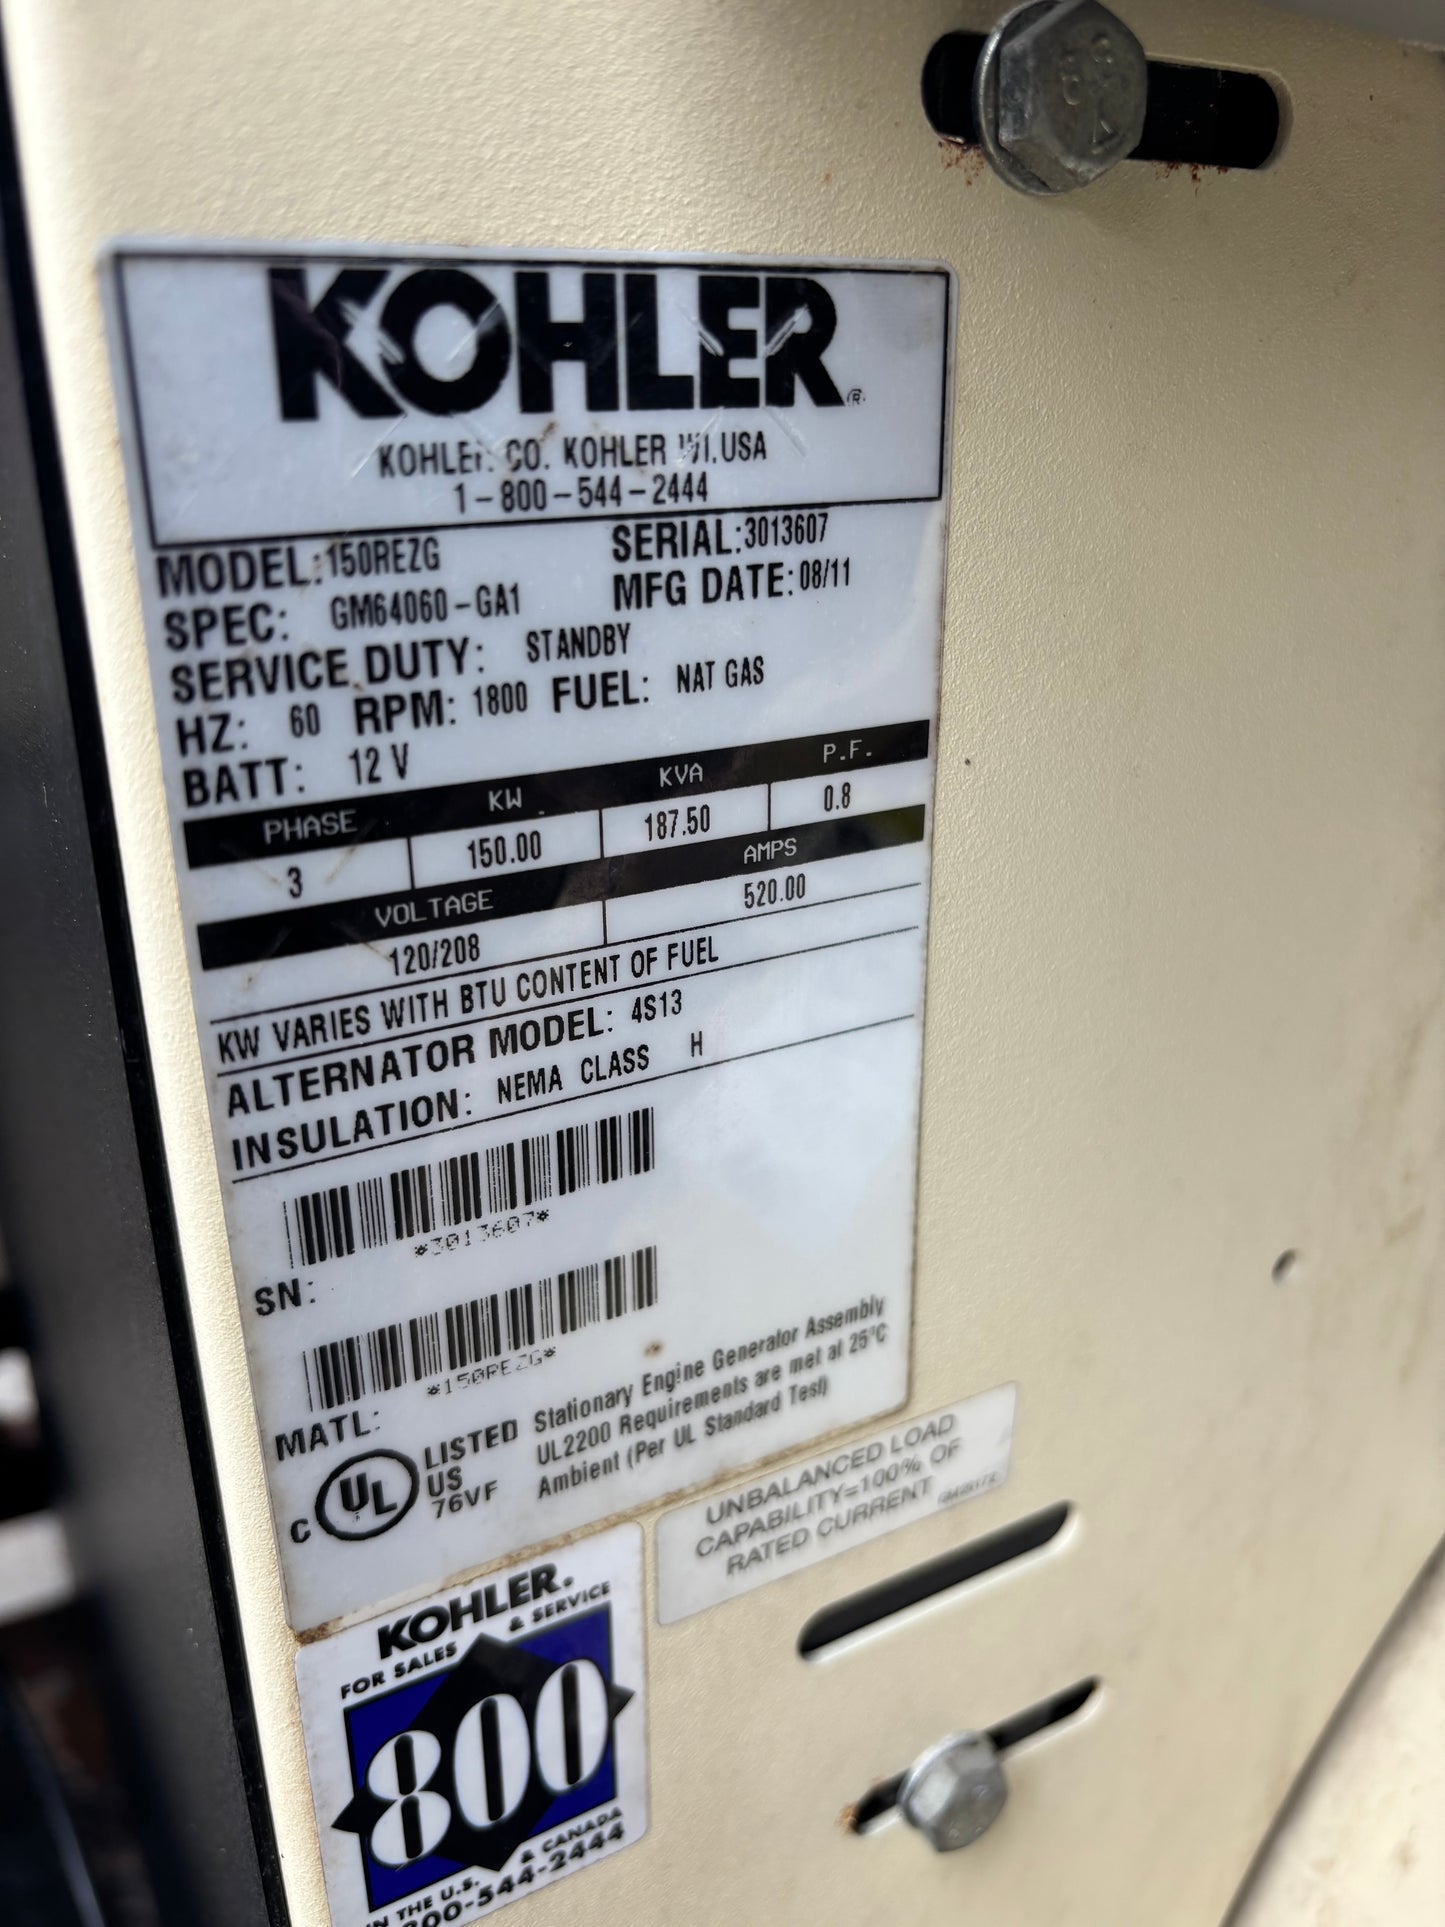 KOHLER®
KOHLER CO. KOHLER WI. USA
1-800-544-2444
MODEL: 150REZG SERIAL: 3013607
SPEC: GM64060-GA1 MFG DATE: 08/11
SERVICE DUTY: STANDBY
HZ: 60 RPM: 1800 FUEL: NAT GAS
BATT: 12 V
PHASE KW KVA P.F.
3 150.00 187.50 0.8
VOLTAGE AMPS
120/208 520.00
KW VARIES WITH BTU CONTENT OF FUEL
ALTERNATOR MODEL: 4S13
INSULATION: NEMA CLASS H
*3013607*
SN:
*150REZG*
MATL:
C UL LISTED US 76VF
Stationary Engine Generator Assembly
UL2200 Requirements are met at 25°C
Ambient (Per UL Standard Test)
UNBALANCED LOAD
CAPABILITY=100% OF
RATED CURRENT
KOHLER.
FOR SALES & SERVICE
800
IN THE U.S. & CANADA
800-544-2444